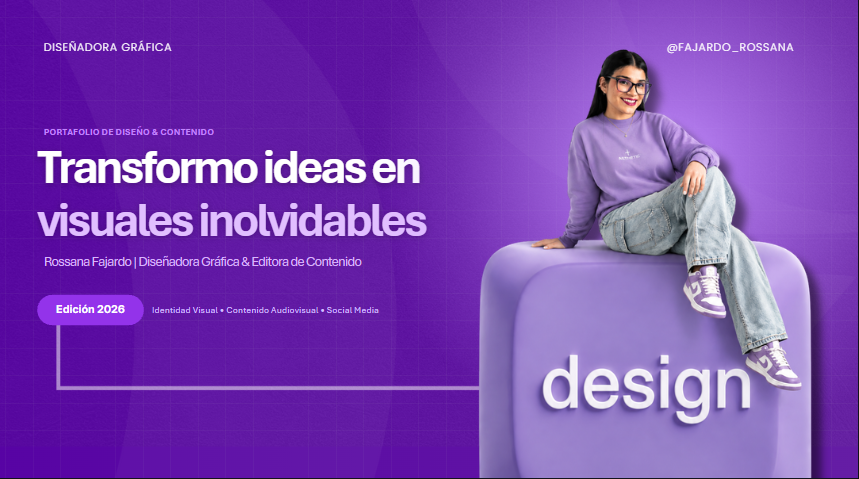 DISEÑADORA GRÁFICA
@FAJARDO_ROSSANA
PORTAFOLIO DE DISEÑO & CONTENIDO
Transformo ideas en
visuales inolvidables
Rossana Fajardo | Diseñadora Gráfica & Editora de Contenido
Edición 2026
Identidad Visual • Contenido Audiovisual • Social Media
design